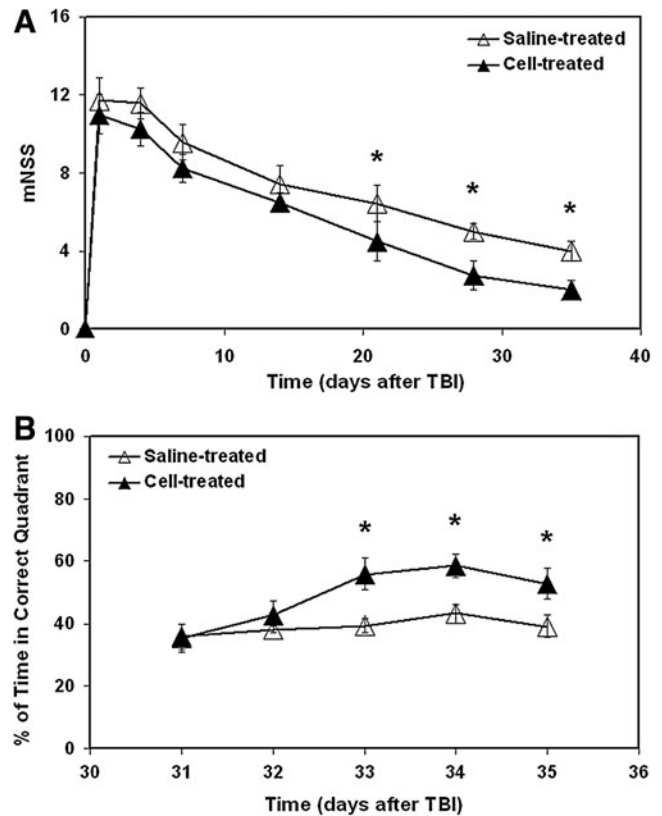 A
16
12
8
4
0
mNSS
Saline-treated
Cell-treated
*
*
*
0 10 20 30 40
Time (days after TBI)
B
100
80
60
40
20
0
% of Time in Correct Quadrant
Saline-treated
Cell-treated
*
*
*
30 31 32 33 34 35 36
Time (days after TBI)